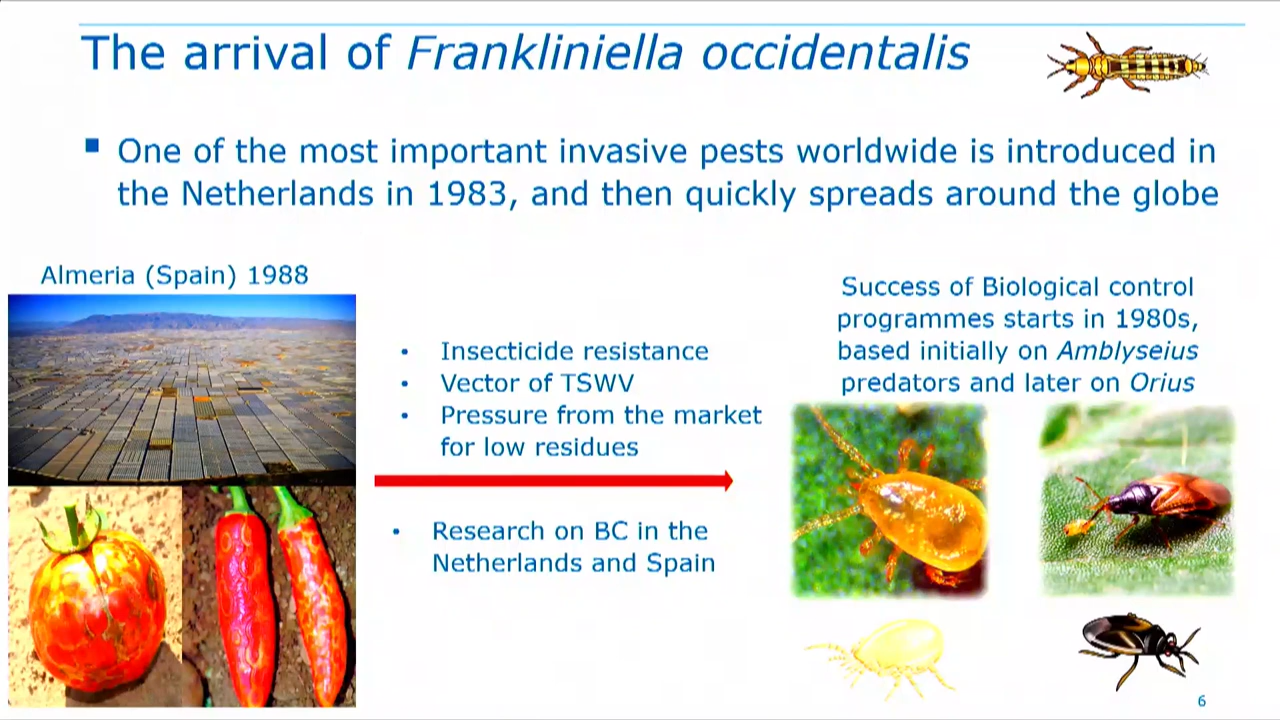 The arrival of Frankliniella occidentalis
▪ One of the most important invasive pests worldwide is introduced in
the Netherlands in 1983, and then quickly spreads around the globe
Almeria (Spain) 1988
• Insecticide resistance
• Vector of TSWV
• Pressure from the market
for low residues
• Research on BC in the
Netherlands and Spain
Success of Biological control
programmes starts in 1980s,
based initially on Amblyseius
predators and later on Orius
6